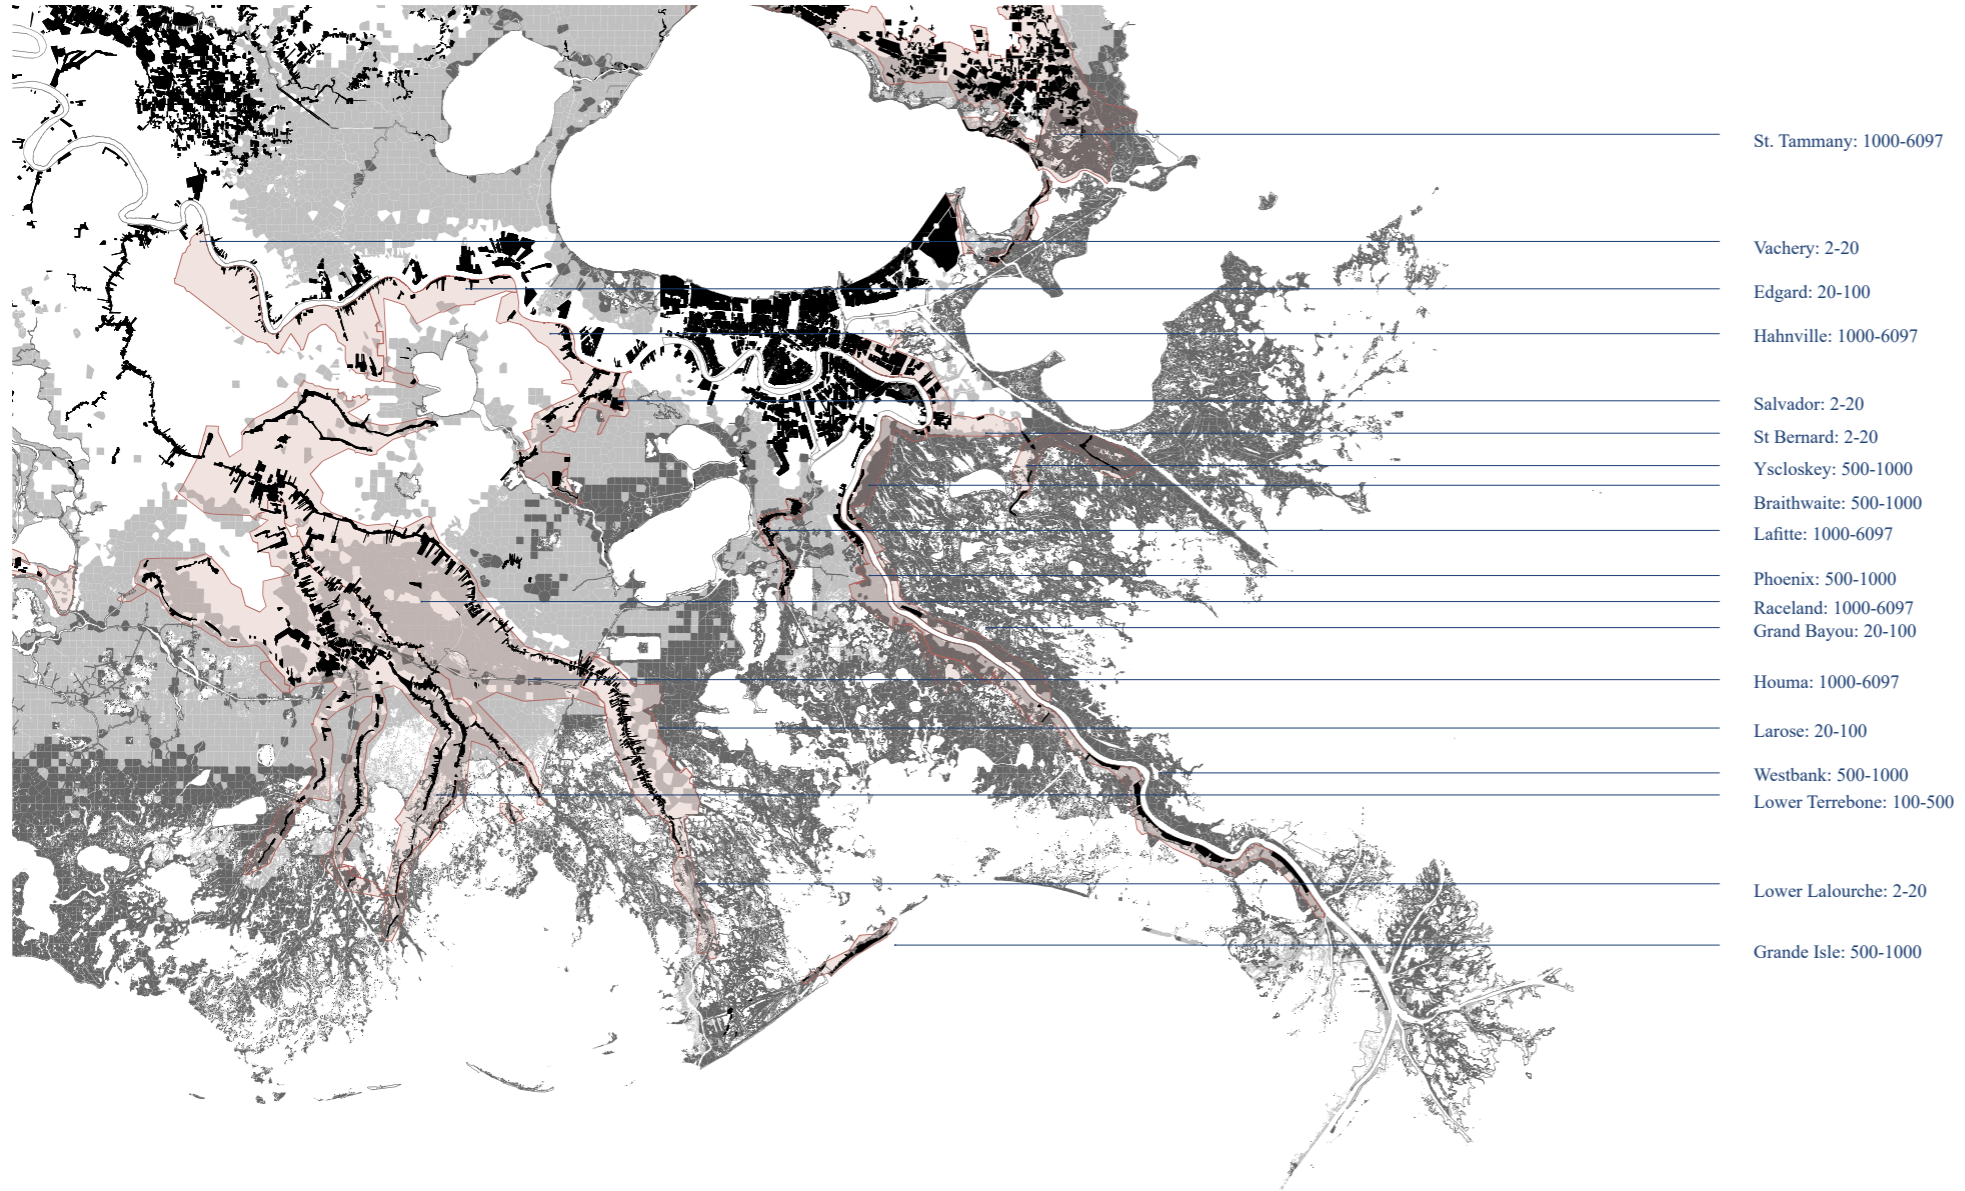 St. Tammany: 1000-6097
Vachery: 2-20
Edgard: 20-100
Hahnville: 1000-6097
Salvador: 2-20
St Bernard: 2-20
Yscloskey: 500-1000
Braithwaite: 500-1000
Lafitte: 1000-6097
Phoenix: 500-1000
Raceland: 1000-6097
Grand Bayou: 20-100
Houma: 1000-6097
Larose: 20-100
Westbank: 500-1000
Lower Terrebone: 100-500
Lower Lalourche: 2-20
Grande Isle: 500-1000